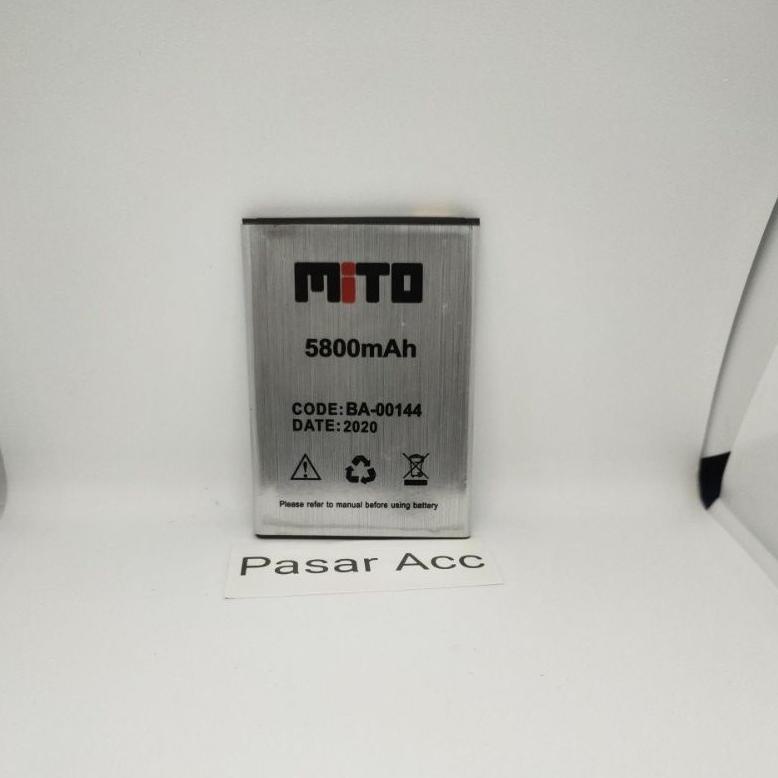 MiTO
5800mAh
CODE: BA-00144
DATE: 2020
Please refer to manual before using battery
Pasar Acc